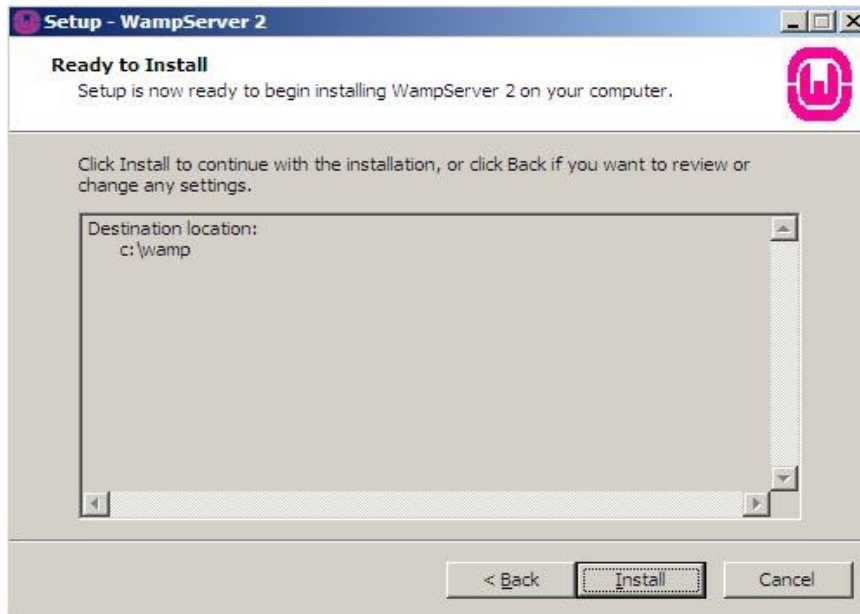 Setup - WampServer 2
Ready to Install
Setup is now ready to begin installing WampServer 2 on your computer.
Click Install to continue with the installation, or click Back if you want to review or
change any settings.
Destination location:
c:\wamp
< Back
Install
Cancel